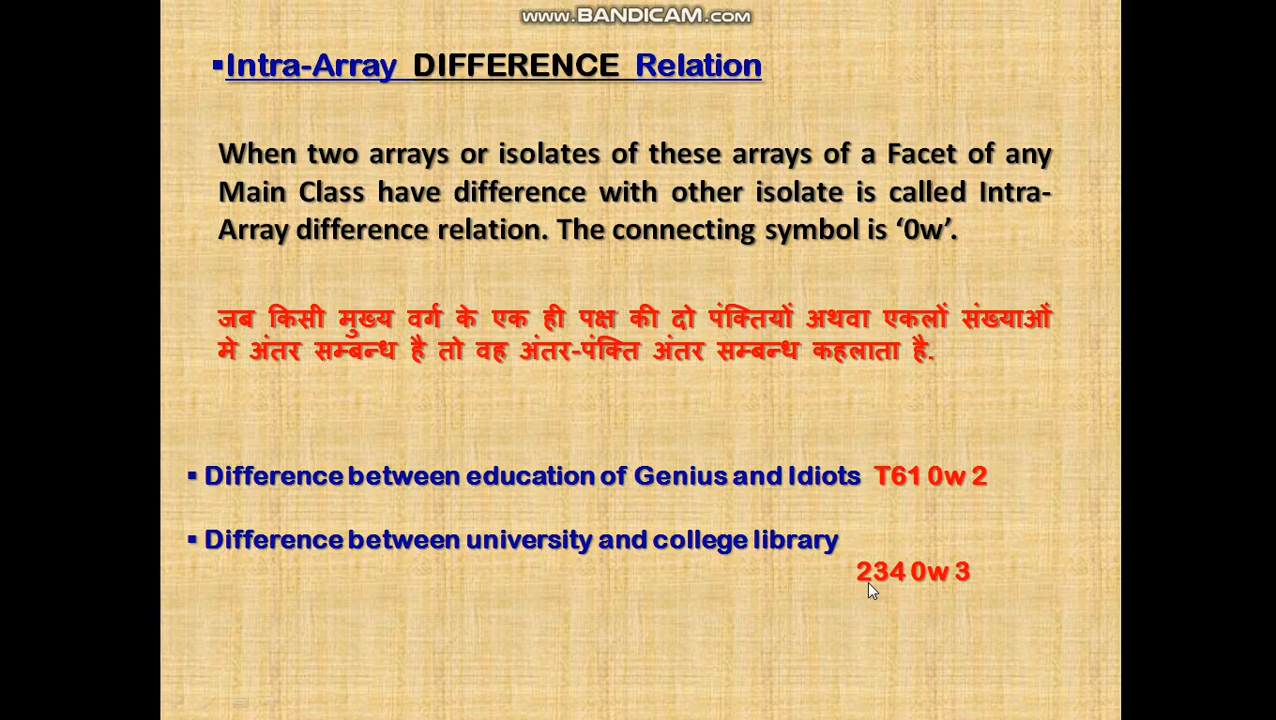 www.BANDICAM.com
▪Intra-Array DIFFERENCE Relation
When two arrays or isolates of these arrays of a Facet of any
Main Class have difference with other isolate is called Intra-
Array difference relation. The connecting symbol is ‘0w’.
जब किसी मुख्य वर्ग के एक ही पक्ष की दो पंक्तियों अथवा एकलों संख्याओं
मे अंतर सम्बन्ध है तो वह अंतर-पंक्ति अंतर सम्बन्ध कहलाता है.
▪ Difference between education of Genius and Idiots T61 0w 2
▪ Difference between university and college library
234 0w 3